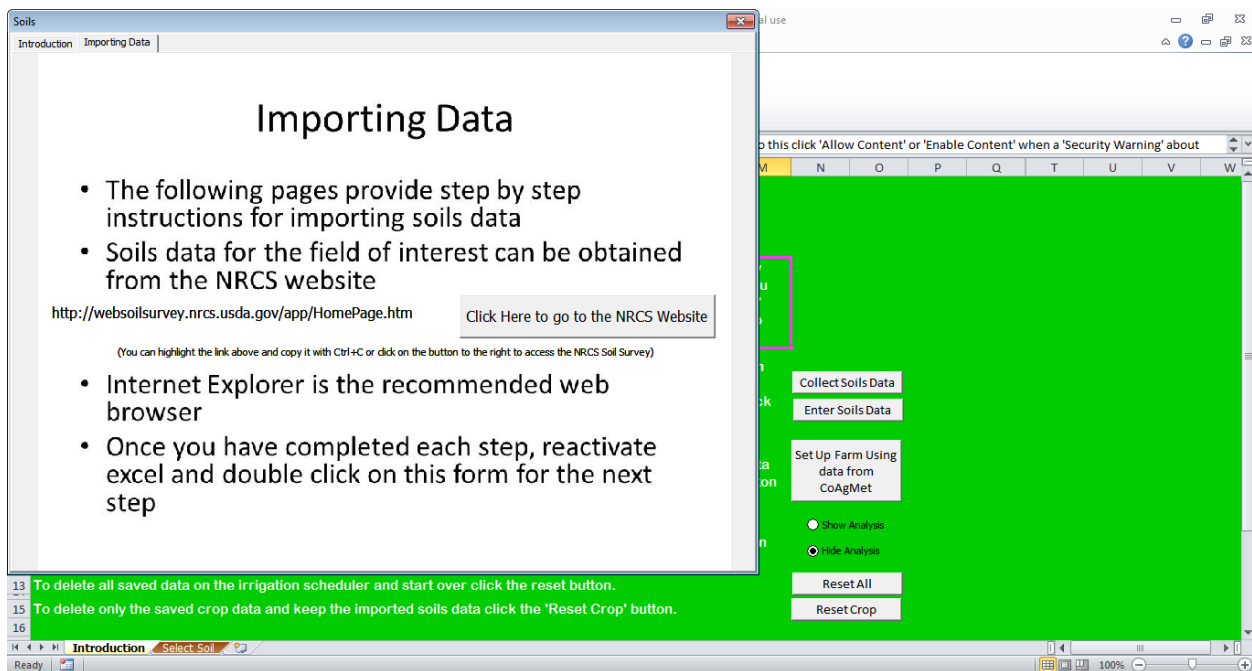 Soils
al use
Introduction Importing Data
Importing Data
• The following pages provide step by step
instructions for importing soils data
• Soils data for the field of interest can be obtained
from the NRCS website
http://websoilsurvey.nrcs.usda.gov/app/HomePage.htm
Click Here to go to the NRCS Website
(You can highlight the link above and copy it with Ctrl+C or click on the button to the right to access the NRCS Soil Survey)
• Internet Explorer is the recommended web
browser
• Once you have completed each step, reactivate
excel and double click on this form for the next
step
o this click 'Allow Content' or 'Enable Content' when a 'Security Warning' about
M N O P Q T U V W
u
ck
ta
on
n
Collect Soils Data
Enter Soils Data
Set Up Farm Using
data from
CoAgMet
Show Analysis
Hide Analysis
13 To delete all saved data on the irrigation scheduler and start over click the reset button.
Reset All
15 To delete only the saved crop data and keep the imported soils data click the 'Reset Crop' button.
Reset Crop
16
Introduction Select Soil
Ready
100%